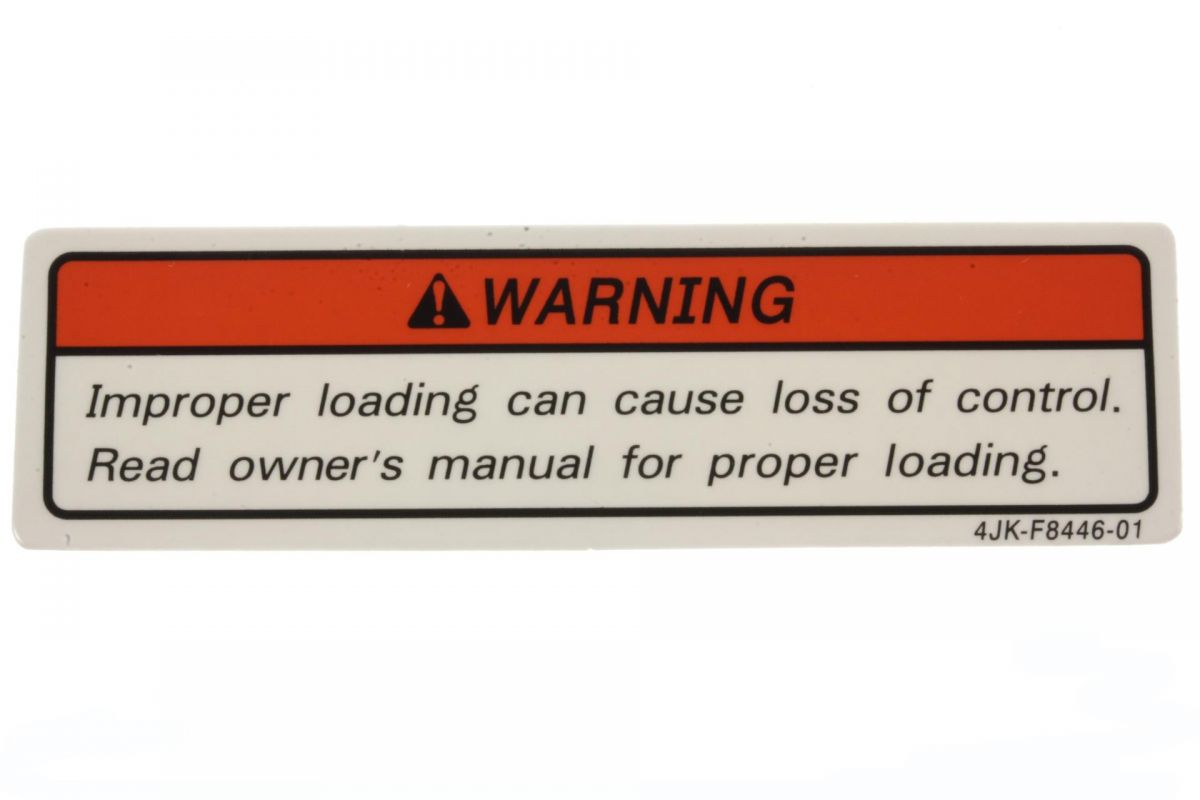 WARNING
Improper loading can cause loss of control.
Read owner's manual for proper loading.
4JK-F8446-01